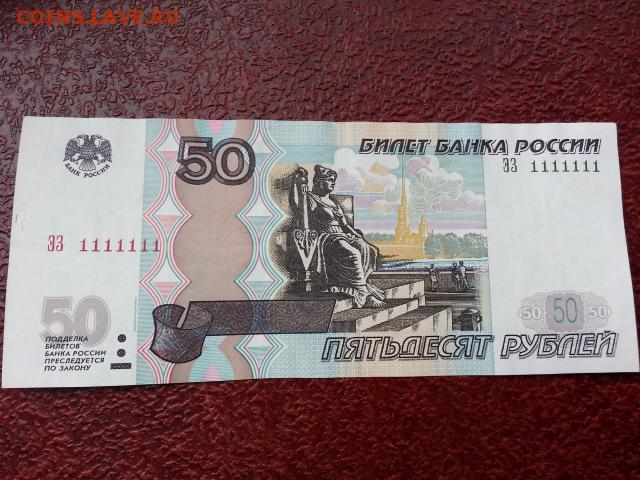 COINS.LAVE.RU
50
БИЛЕТ БАНКА РОССИИ
ЭЗ 1111111
БАНК РОССИИ
ЭЗ 1111111
50
50 50 50
ПОДДЕЛКА
БИЛЕТОВ
БАНКА РОССИИ
ПРЕСЛЕДУЕТСЯ
ПО ЗАКОНУ
ПЯТЬДЕСЯТ РУБЛЕЙ